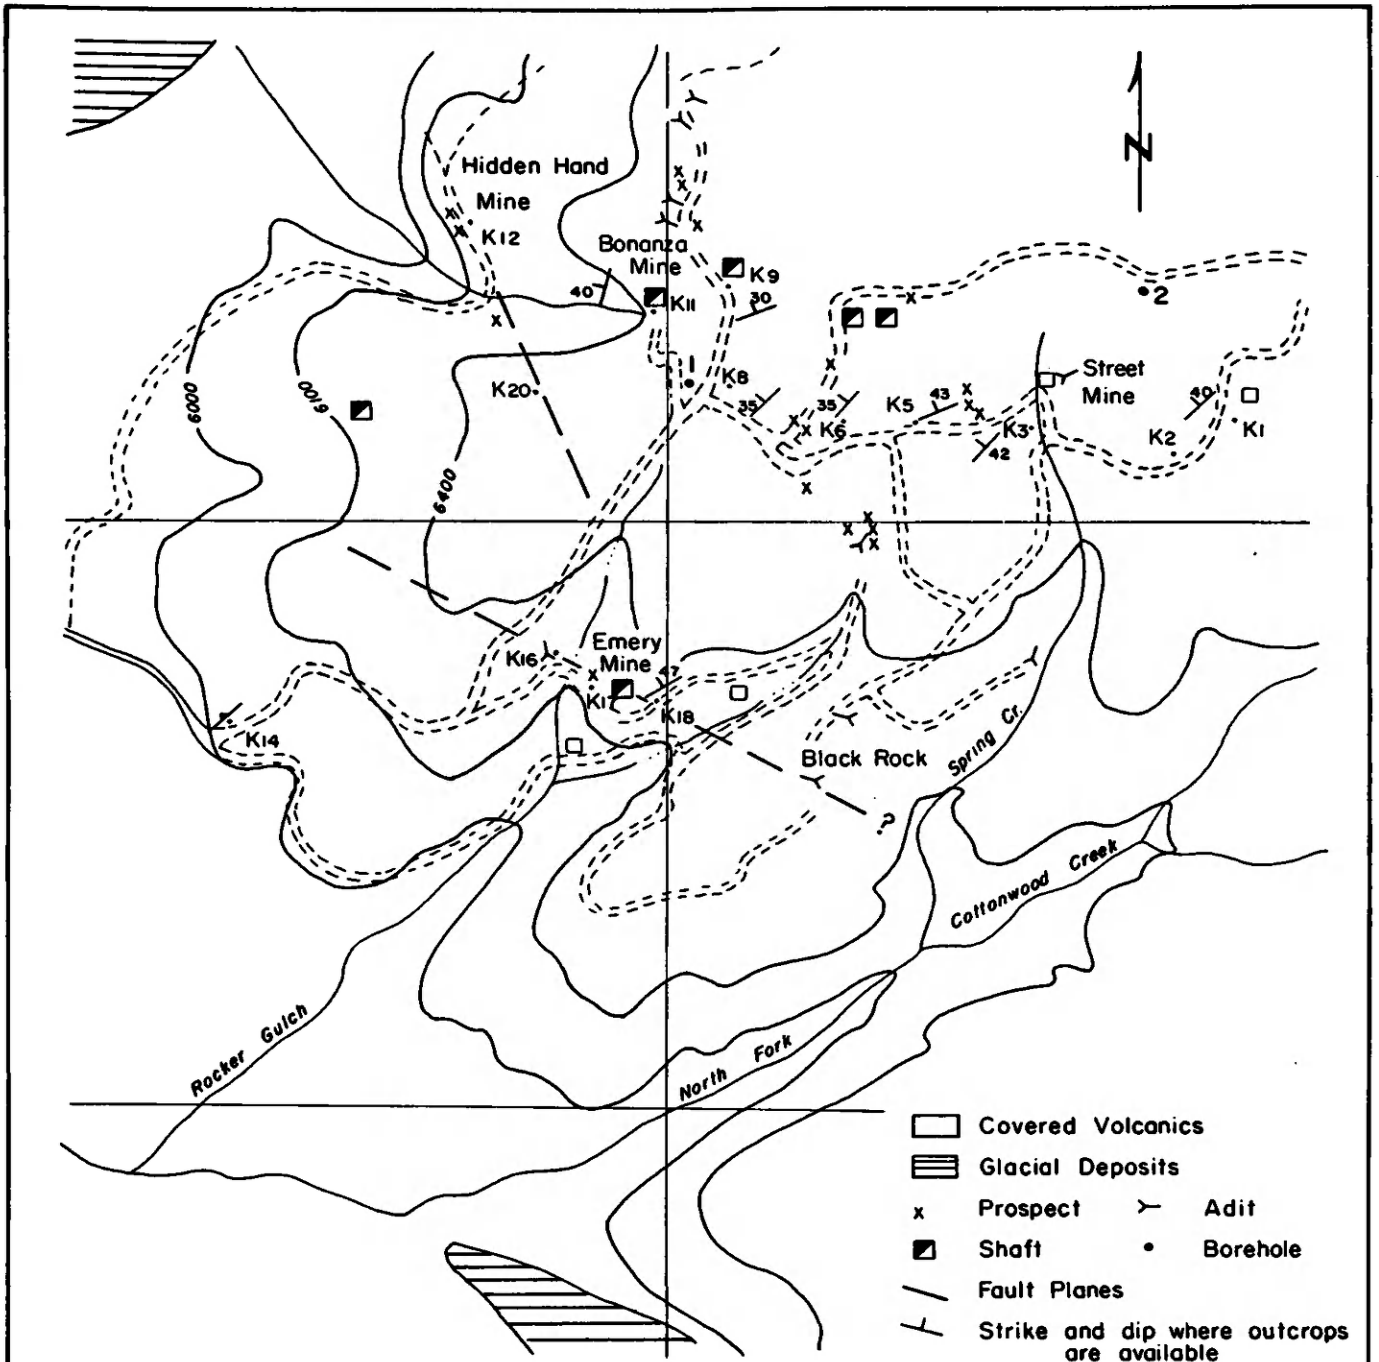 N
Hidden Hand
Mine
K12
Bonanza
Mine
40
K9
K11
30
2
6000
6100
K20
1
K8
35
35
K6
K5
43
K3
42
Street
Mine
40
K2
K1
6400
Emery
Mine
K16
47
K17
K18
K14
Black Rock
?
Spring Cr.
Cottonwood Creek
Rocker Gulch
North Fork
Covered Volcanics
Glacial Deposits
x Prospect
Adit
Shaft
Borehole
Fault Planes
Strike and dip where outcrops
are available